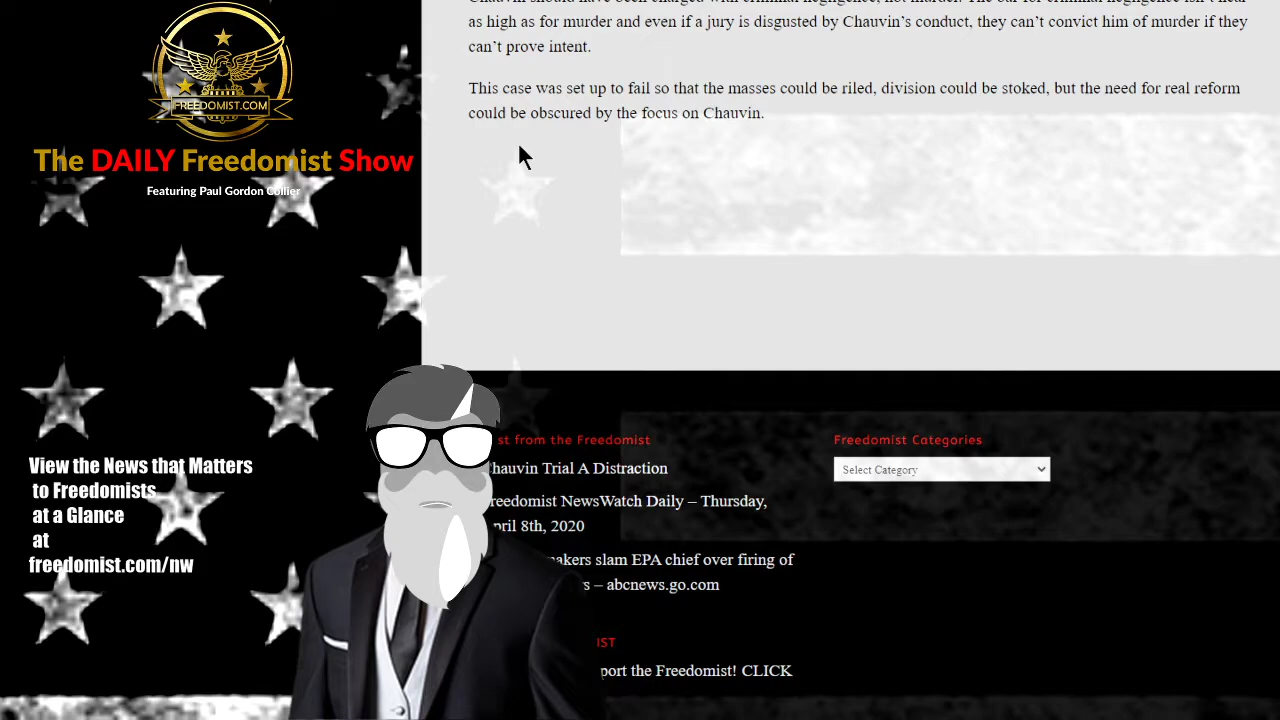 as high as for murder and even if a jury is disgusted by Chauvin's conduct, they can't convict him of murder if they
can't prove intent.
This case was set up to fail so that the masses could be riled, division could be stoked, but the need for real reform
could be obscured by the focus on Chauvin.
FREEDOMIST.COM
The DAILY Freedomist Show
Featuring Paul Gordon Collier
View the News that Matters
to Freedomists
at a Glance
at
freedomist.com/nw
st from the Freedomist
hauvin Trial A Distraction
reedomist NewsWatch Daily – Thursday,
pril 8th, 2020
akers slam EPA chief over firing of
s – abcnews.go.com
IST
port the Freedomist! CLICK
Freedomist Categories
Select Category